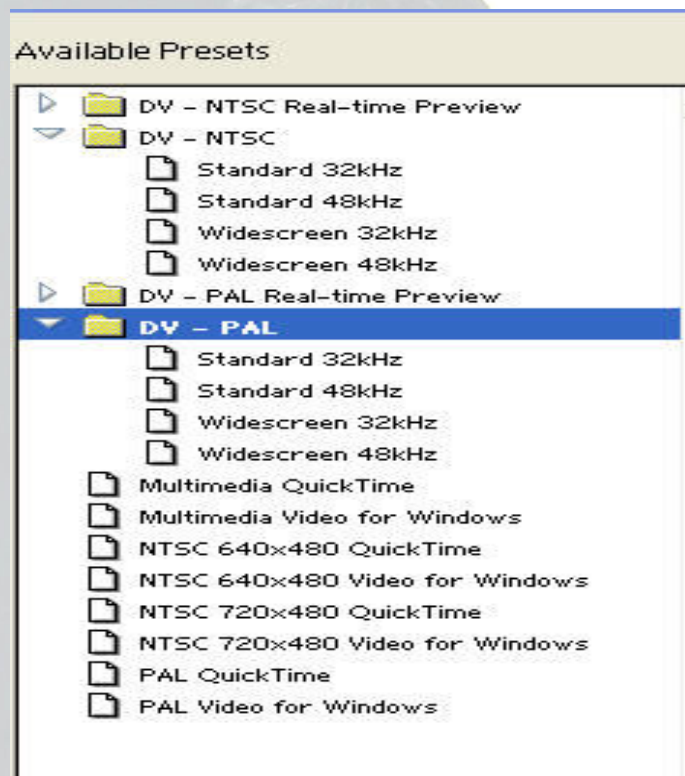 Available Presets
DV - NTSC Real-time Preview
DV - NTSC
Standard 32kHz
Standard 48kHz
Widescreen 32kHz
Widescreen 48kHz
DV - PAL Real-time Preview
DV - PAL
Standard 32kHz
Standard 48kHz
Widescreen 32kHz
Widescreen 48kHz
Multimedia QuickTime
Multimedia Video for Windows
NTSC 640x480 QuickTime
NTSC 640x480 Video for Windows
NTSC 720x480 QuickTime
NTSC 720x480 Video for Windows
PAL QuickTime
PAL Video for Windows